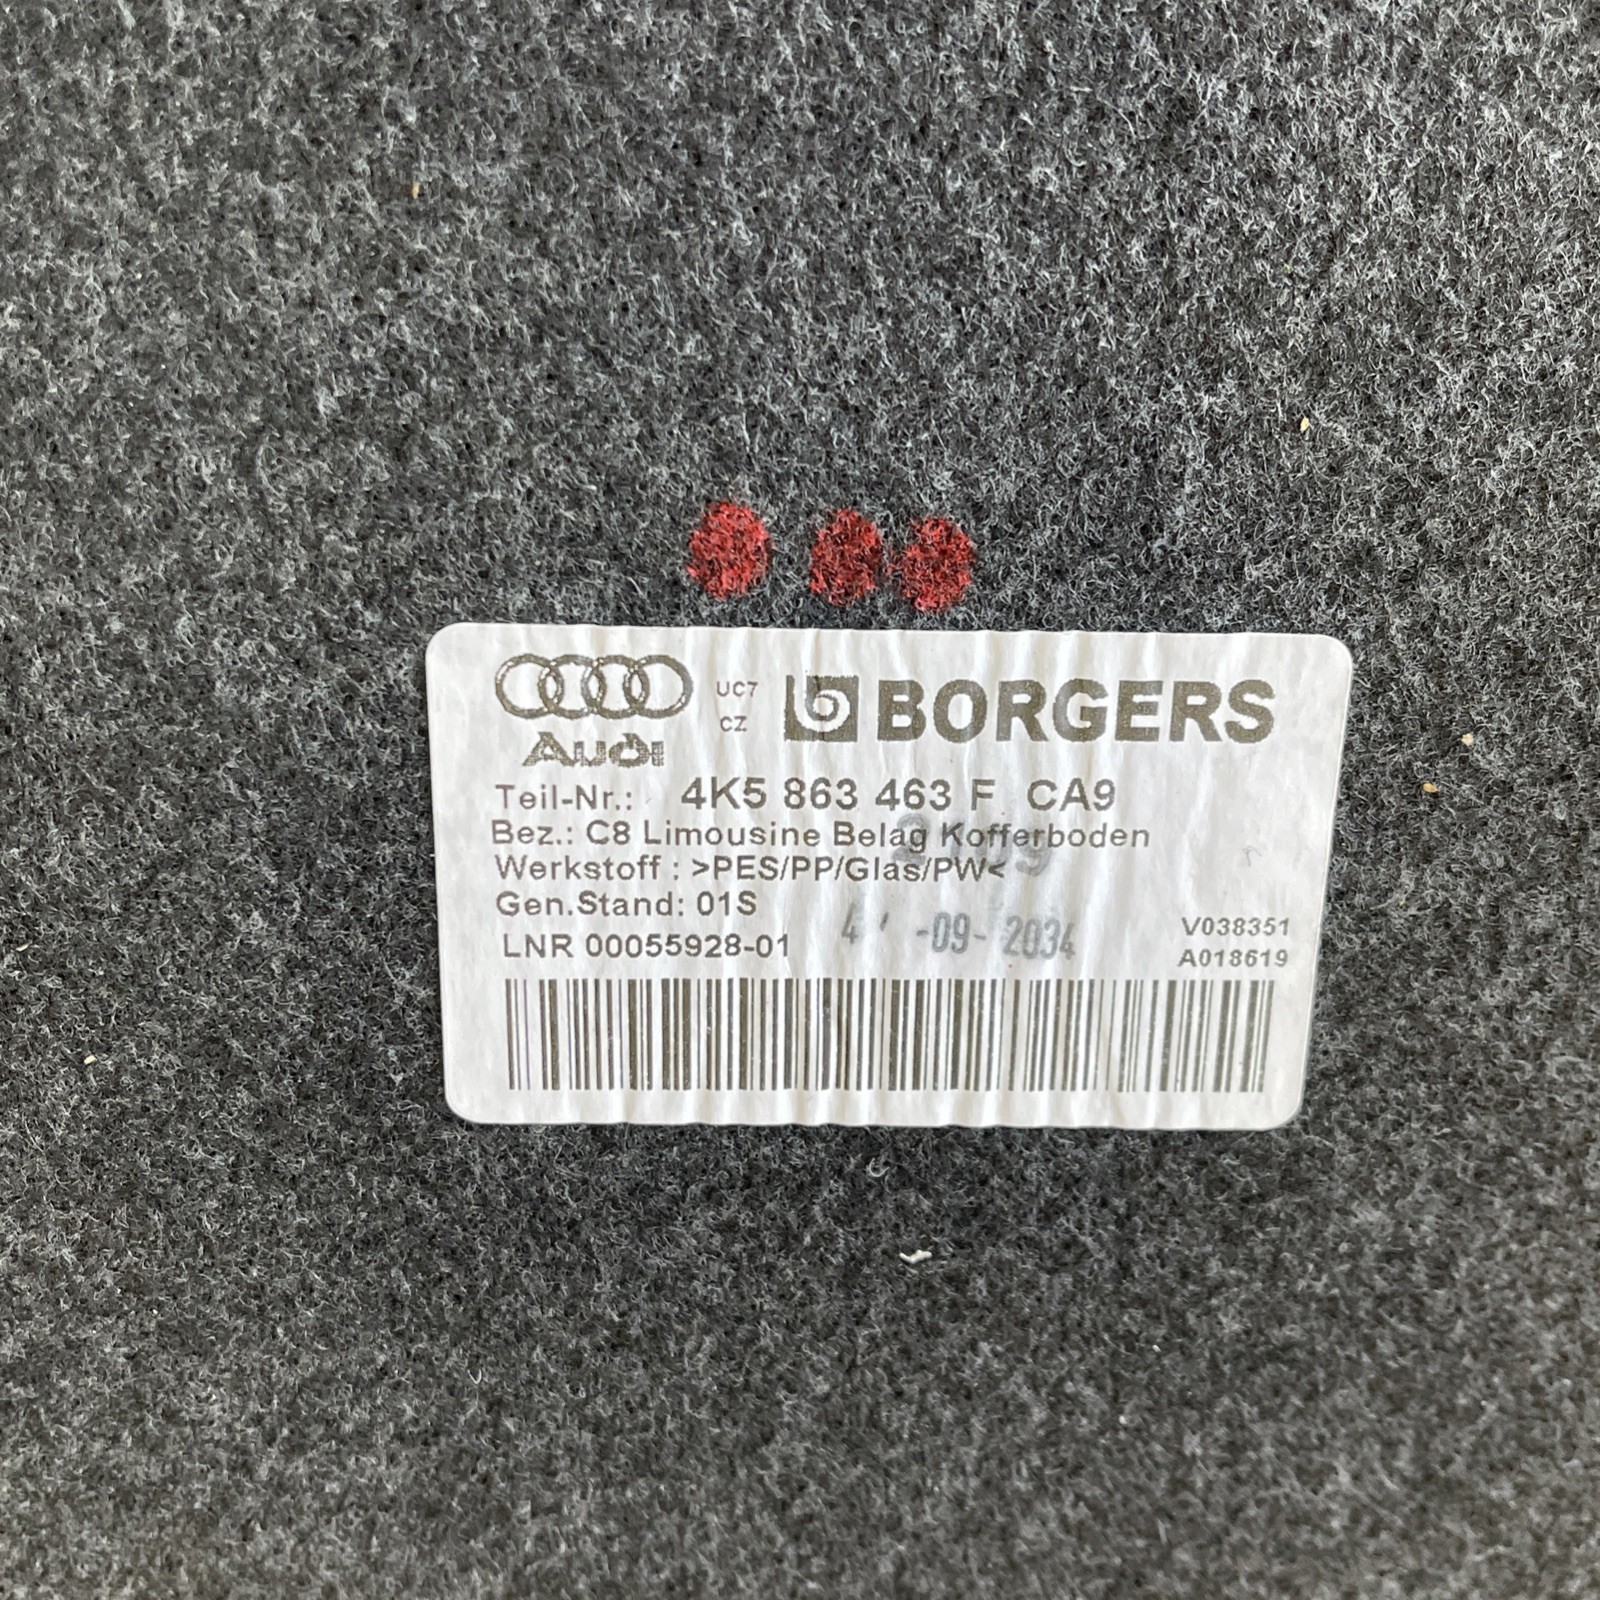 Audi
UC7
CZ
BORGERS
Teil-Nr.: 4K5 863 463 F CA9
Bez.: C8 Limousine Belag Kofferboden
Werkstoff : >PES/PP/Glas/PW<
Gen.Stand: 01S
LNR 00055928-01
-09- 2034
V038351
A018619